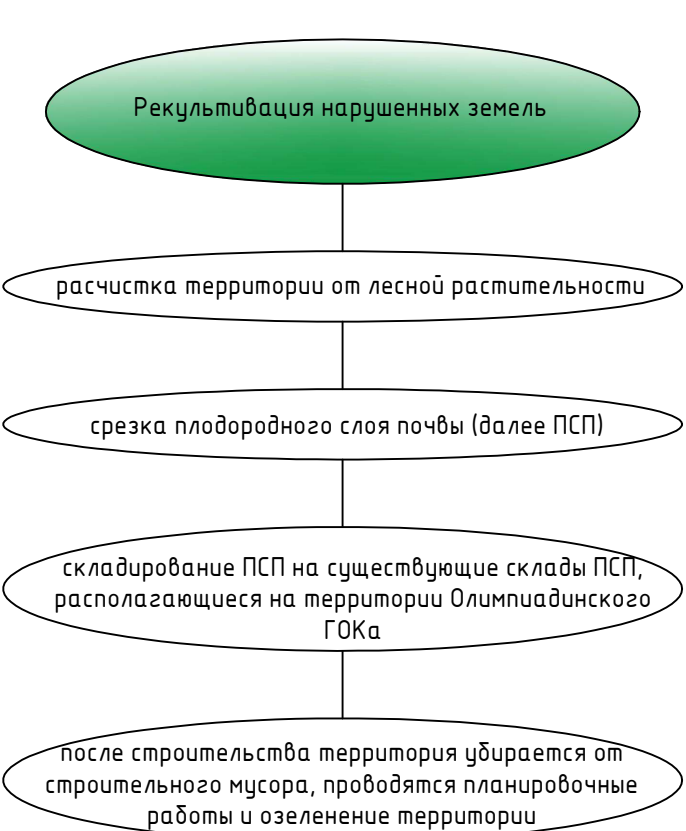 Рекультивация нарушенных земель
расчистка территории от лесной растительности
срезка плодородного слоя почвы (далее ПСП)
складирование ПСП на существующие склады ПСП,
располагающиеся на территории Олимпиадинского
ГОКа
после строительства территория убирается от
строительного мусора, проводятся планировочные
работы и озеленение территории